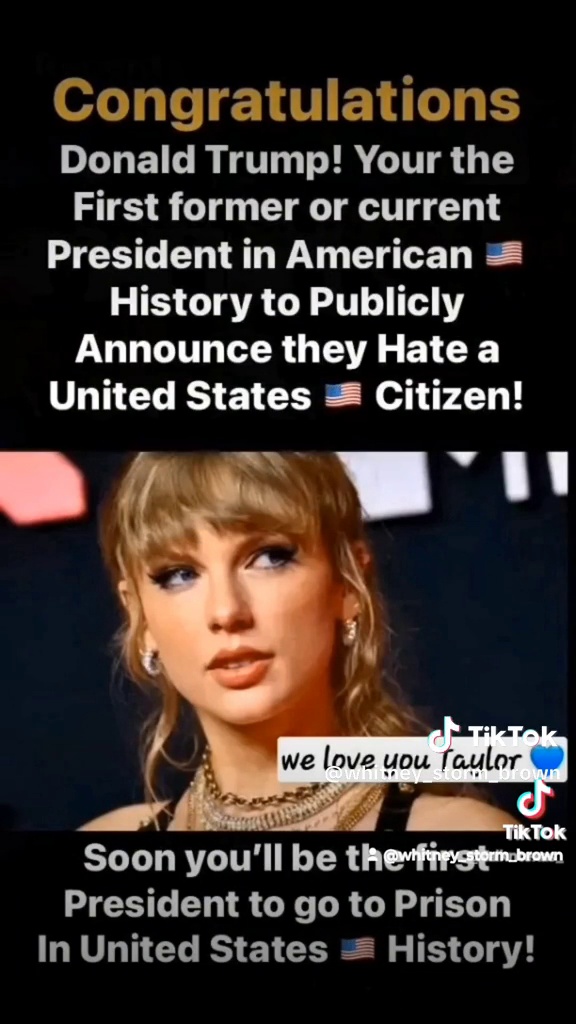 Congratulations
Donald Trump! Your the
First former or current
President in American 🇺🇸
History to Publicly
Announce they Hate a
United States 🇺🇸 Citizen!
TikTok
we love you Taylor 💙
@whitney_storm_brown
TikTok
@whitney_storm_brown
Soon you'll be the first
President to go to Prison
In United States 🇺🇸 History!